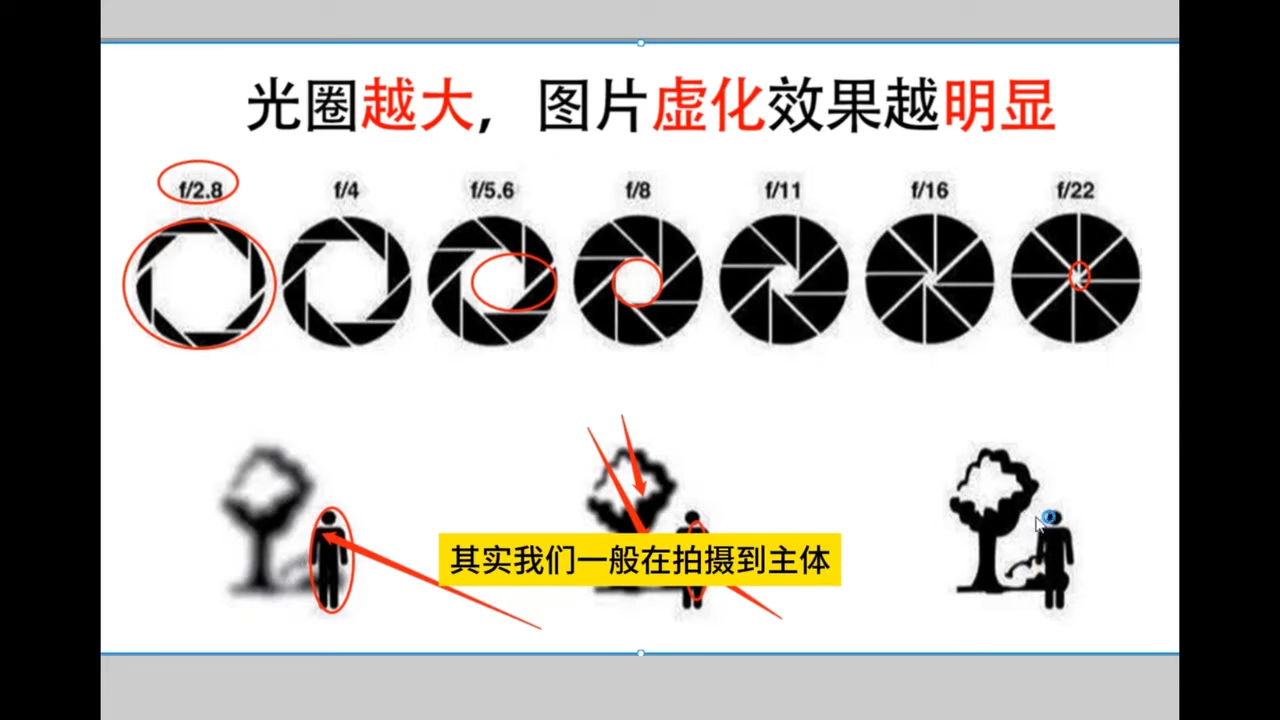 光圈越大，图片虚化效果越明显
f/2.8 f/4 f/5.6 f/8 f/11 f/16 f/22
其实我们一般在拍摄到主体